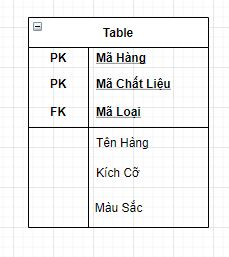 Table
PK Mã Hàng
PK Mã Chất Liệu
FK Mã Loại
Tên Hàng
Kích Cỡ
Màu Sắc